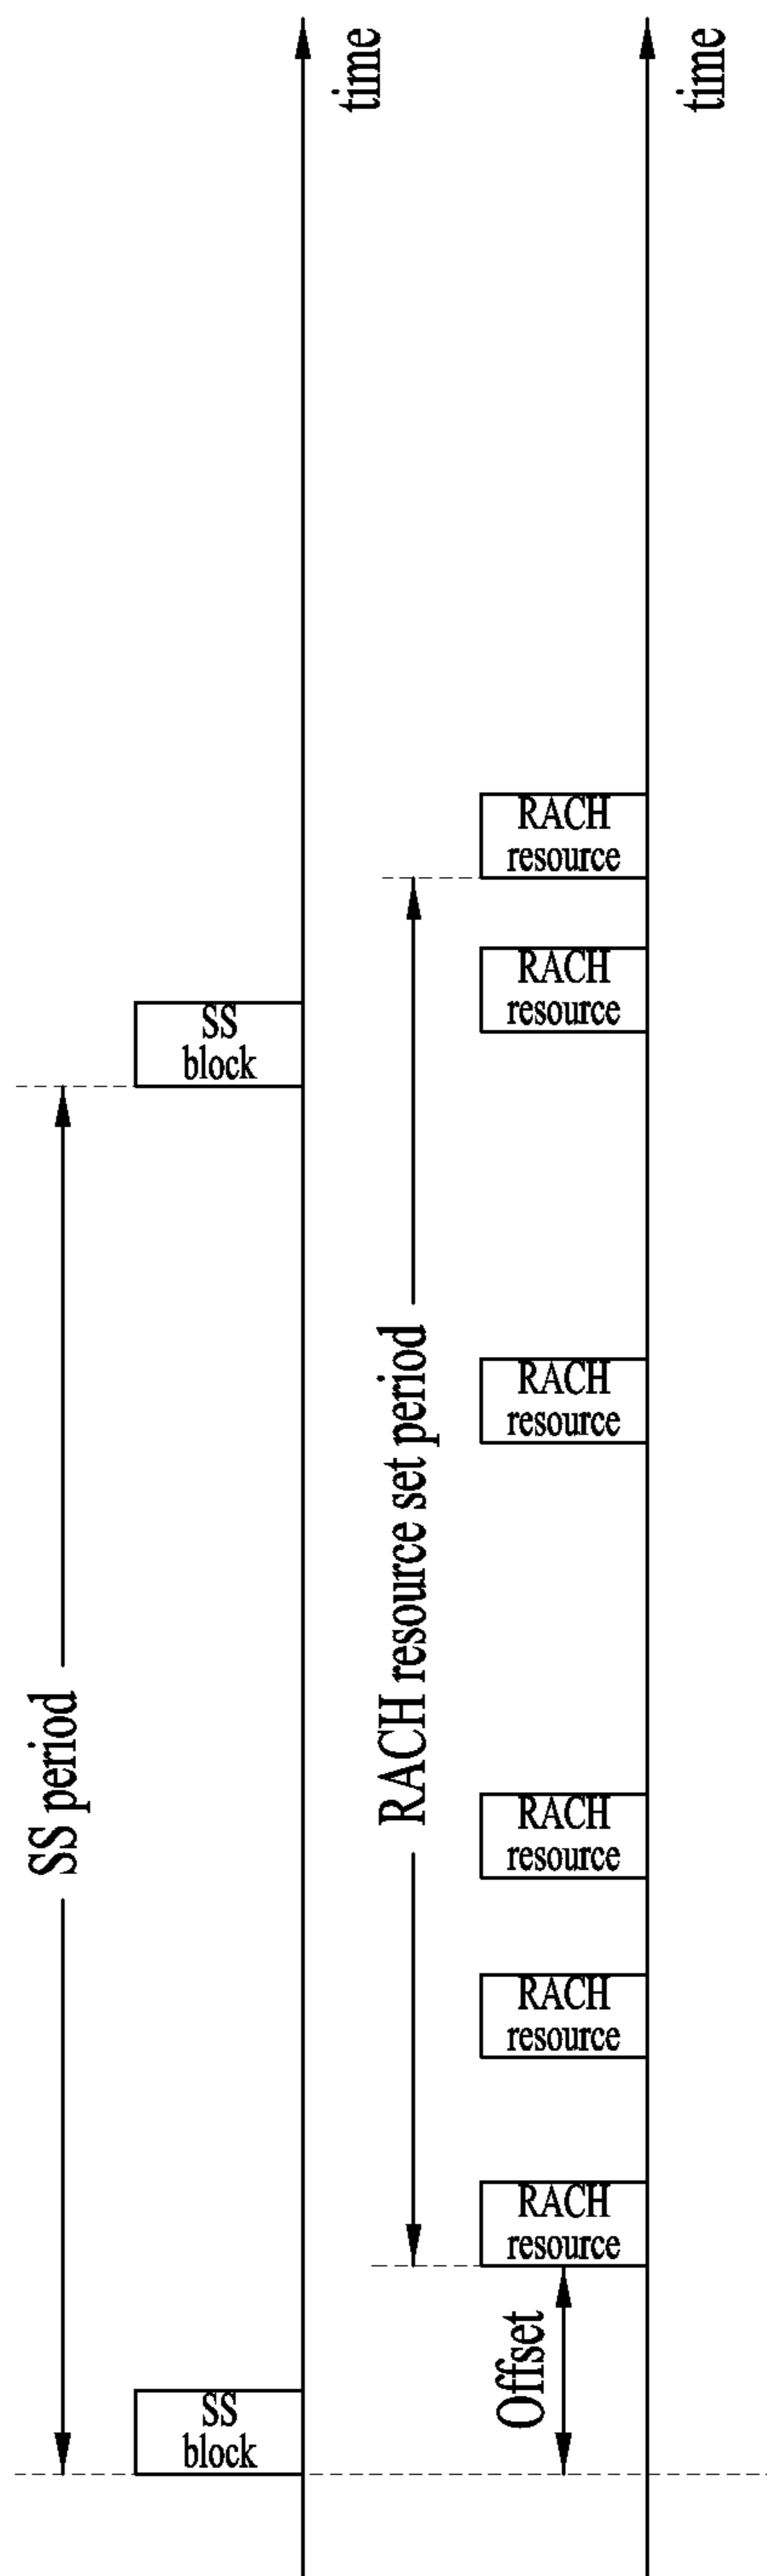 time
time
RACH
resource
RACH
resource
SS
block
RACH
resource
RACH resource set period
SS period
RACH
resource
RACH
resource
RACH
resource
Offset
SS
block